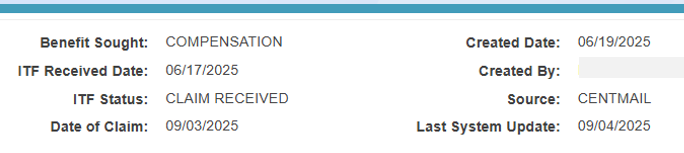 Benefit Sought: COMPENSATION Created Date: 06/19/2025
ITF Received Date: 06/17/2025 Created By:
ITF Status: CLAIM RECEIVED Source: CENTMAIL
Date of Claim: 09/03/2025 Last System Update: 09/04/2025